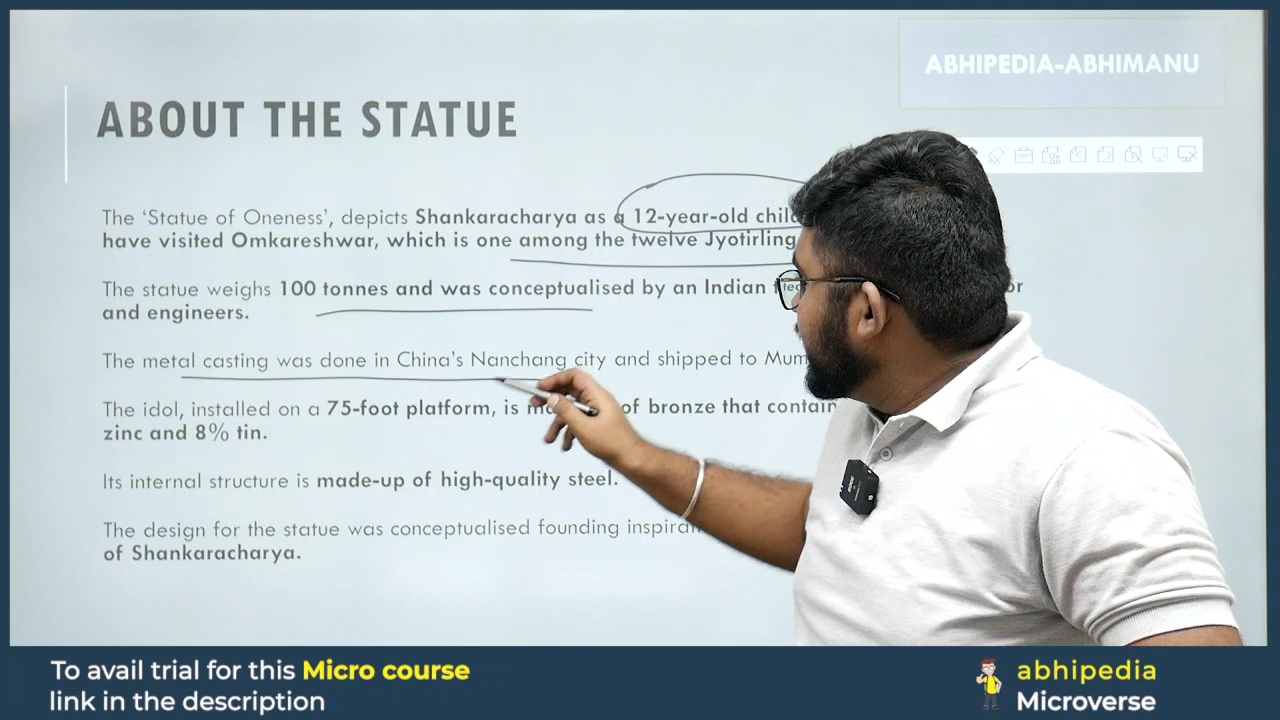 ABHIPEDIA-ABHIMANU
ABOUT THE STATUE
The ‘Statue of Oneness’, depicts Shankaracharya as a 12-year-old child
have visited Omkareshwar, which is one among the twelve Jyotirling
The statue weighs 100 tonnes and was conceptualised by an Indian
and engineers.
The metal casting was done in China’s Nanchang city and shipped to
The idol, installed on a 75-foot platform, is of bronze that contain
zinc and 8% tin.
Its internal structure is made-up of high-quality steel.
The design for the statue was conceptualised founding
of Shankaracharya.
To avail trial for this Micro course
link in the description
abhipedia
Microverse